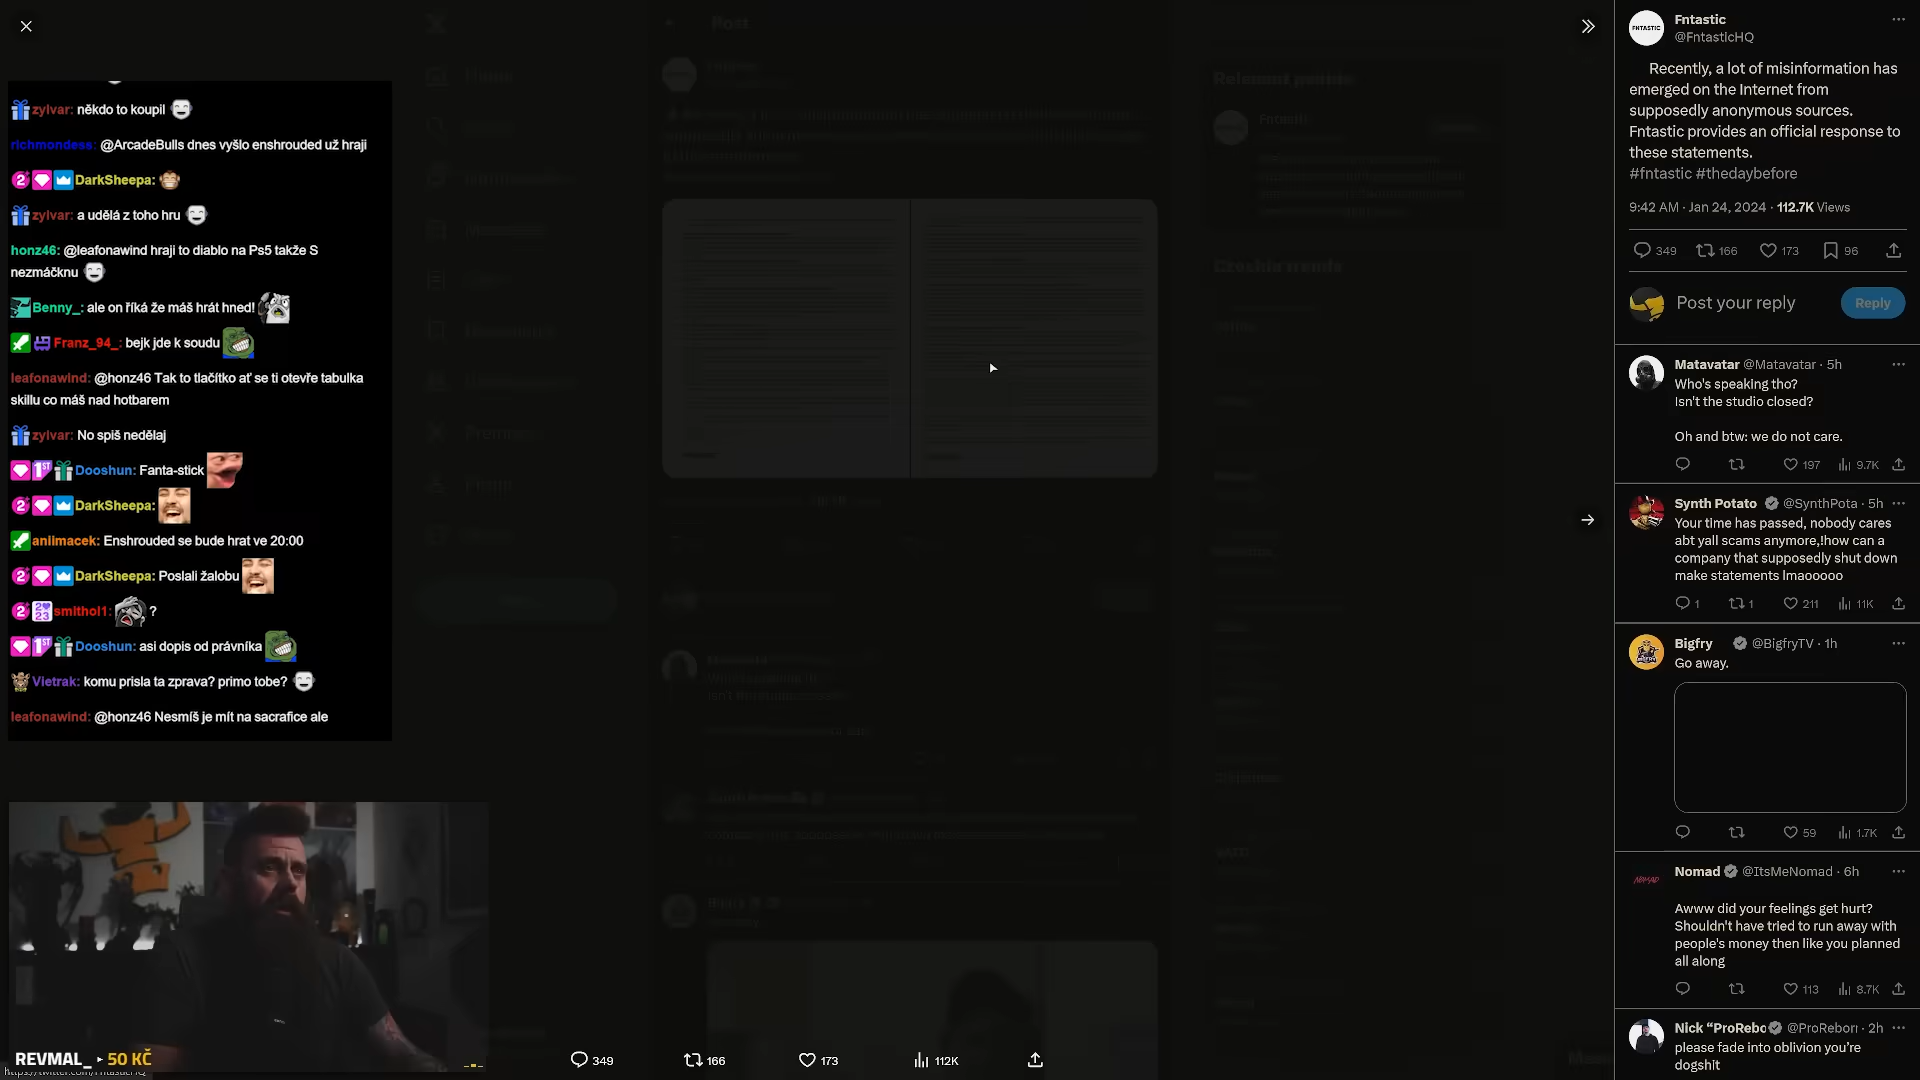 zylvar: někdo to koupil
richmondess: @ArcadeBulls dnes vyšlo enshrouded už hraji
DarkSheepa:
zylvar: a udělá z toho hru
honz46: @leafonawind hraji to diablo na Ps5 takže S
nezmáčknu
Benny_: ale on říká že máš hrát hned!
Franz_94_: bejk jde k soudu
leafonawind: @honz46 Tak to tlačítko ať se ti otevře tabulka
skillu co máš nad hotbarem
zylvar: No spiš nedělaj
Dooshun: Fanta-stick
DarkSheepa:
aniimacek: Enshrouded se bude hrat ve 20:00
DarkSheepa: Poslali žalobu
smithol1: ?
Dooshun: asi dopis od právníka
Vietrak: komu prisla ta zprava? primo tobe?
leafonawind: @honz46 Nesmíš je mít na sacrafice ale
REVMAL_ ▸ 50 KČ
Post
Relevant people
349
166
173
112K
FNTASTIC
Fntastic
@FntasticHQ
Recently, a lot of misinformation has
emerged on the Internet from
supposedly anonymous sources.
Fntastic provides an official response to
these statements.
#fntastic #thedaybefore
9:42 AM · Jan 24, 2024 · 112.7K Views
349 166 173 96
Post your reply
Reply
Matavatar @Matavatar · 5h
Who's speaking tho?
Isn't the studio closed?
Oh and btw: we do not care.
197 9.7K
Synth Potato @SynthPota · 5h
Your time has passed, nobody cares
abt yall scams anymore,!how can a
company that supposedly shut down
make statements lmaooooo
1 1 211 11K
Bigfry @BigfryTV · 1h
Go away.
59 1.7K
Nomad @ItsMeNomad · 6h
Awww did your feelings get hurt?
Shouldn't have tried to run away with
people's money then like you planned
all along
113 8.7K
Nick “ProRebo @ProReborn · 2h
please fade into oblivion you're
dogshit